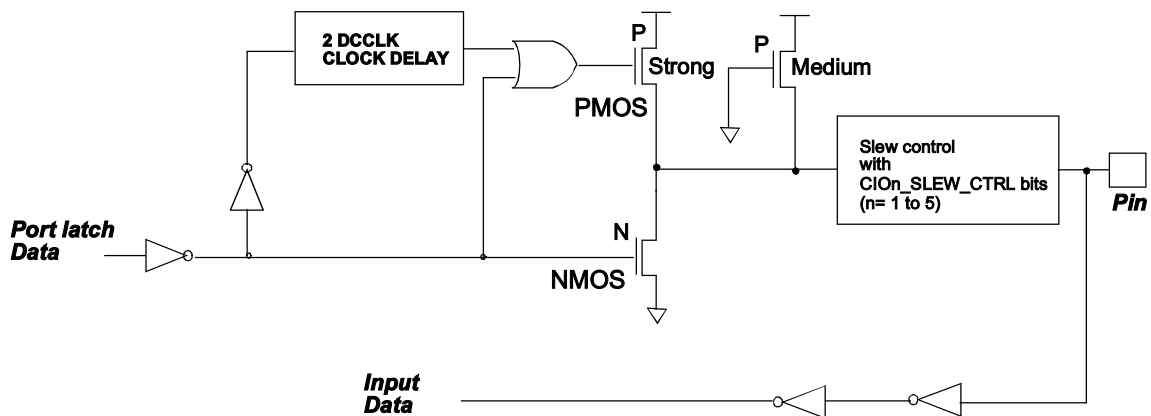 2 DCCLK
CLOCK DELAY
P
Strong
PMOS
P
Medium
Slew control
with
CIOn_SLEW_CTRL bits
(n= 1 to 5)
Pin
Port latch
Data
N
NMOS
Input
Data